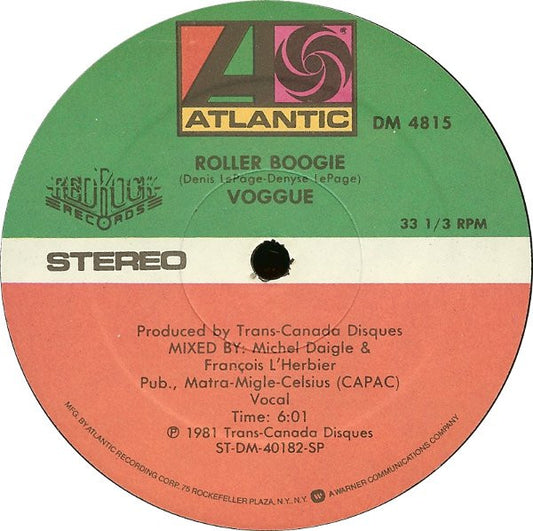 ATLANTIC
DM 4815
ROLLER BOOGIE
(Denis LePage-Denyse LePage)
VOGGUE
REDROCK
RECORDS
33 1/3 RPM
STEREO
Produced by Trans-Canada Disques
MIXED BY: Michel Daigle &
François L'Herbier
Pub., Matra-Migle-Celsius (CAPAC)
Vocal
Time: 6:01
℗ 1981 Trans-Canada Disques
ST-DM-40182-SP
MFG. BY ATLANTIC RECORDING CORP. 75 ROCKEFELLER PLAZA, N.Y., N.Y. A WARNER COMMUNICATIONS COMPANY